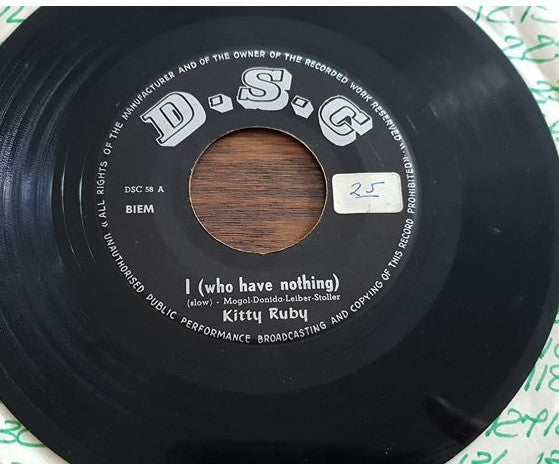 D.S.C
«ALL RIGHTS OF THE MANUFACTURER AND OF THE OWNER OF THE RECORDED WORK RESERVED
UNAUTHORISED PUBLIC PERFORMANCE BROADCASTING AND COPYING OF THIS RECORD PROHIBITED
DSC 58 A
BIEM
25
I (who have nothing)
(slow) - Mogol-Donida-Leiber-Stoller
Kitty Ruby